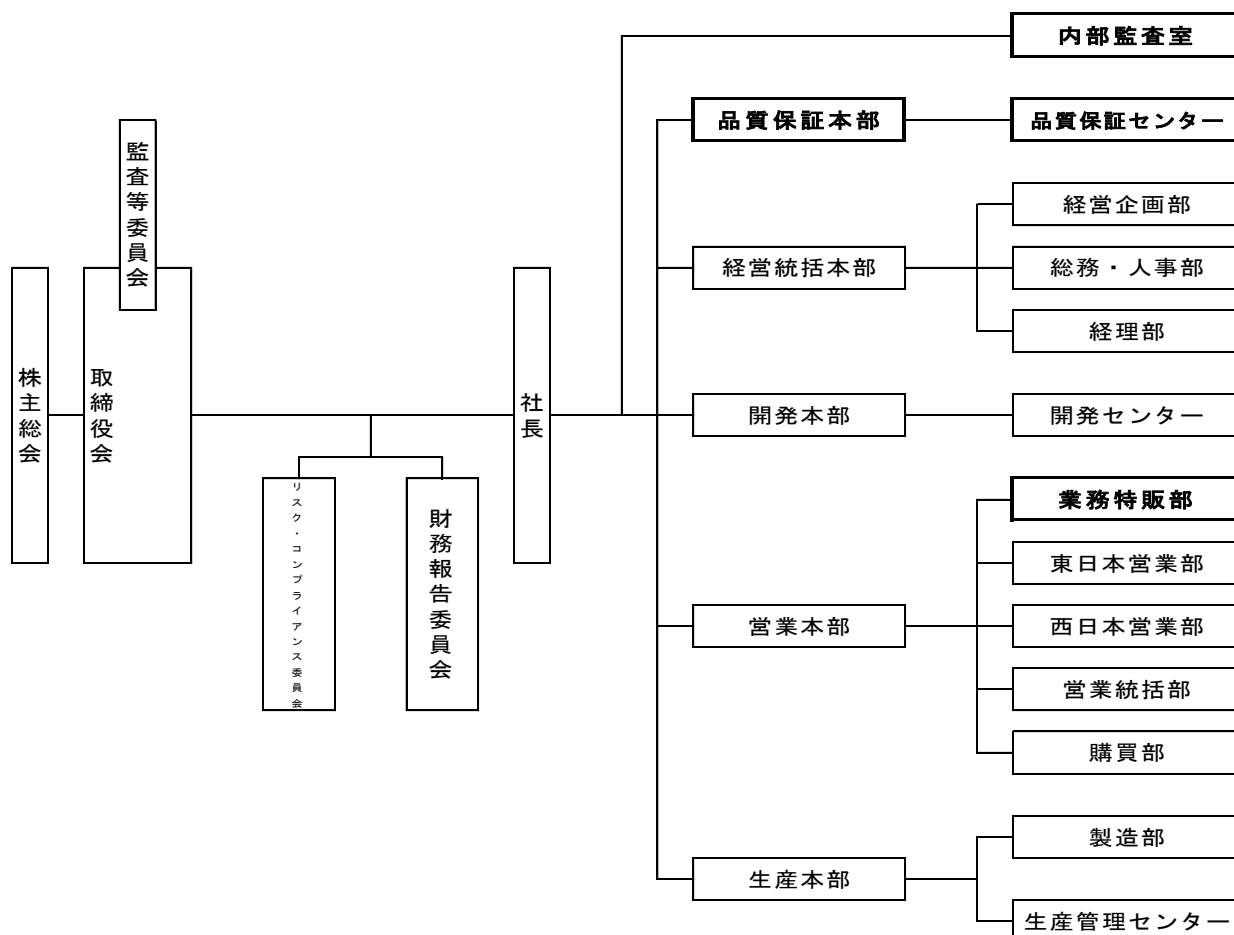 株主総会
取締役会
監査等委員会
リスク・コンプライアンス委員会
財務報告委員会
社長
内部監査室
品質保証本部
品質保証センター
経営統括本部
経営企画部
総務・人事部
経理部
開発本部
開発センター
営業本部
業務特販部
東日本営業部
西日本営業部
営業統括部
購買部
生産本部
製造部
生産管理センター